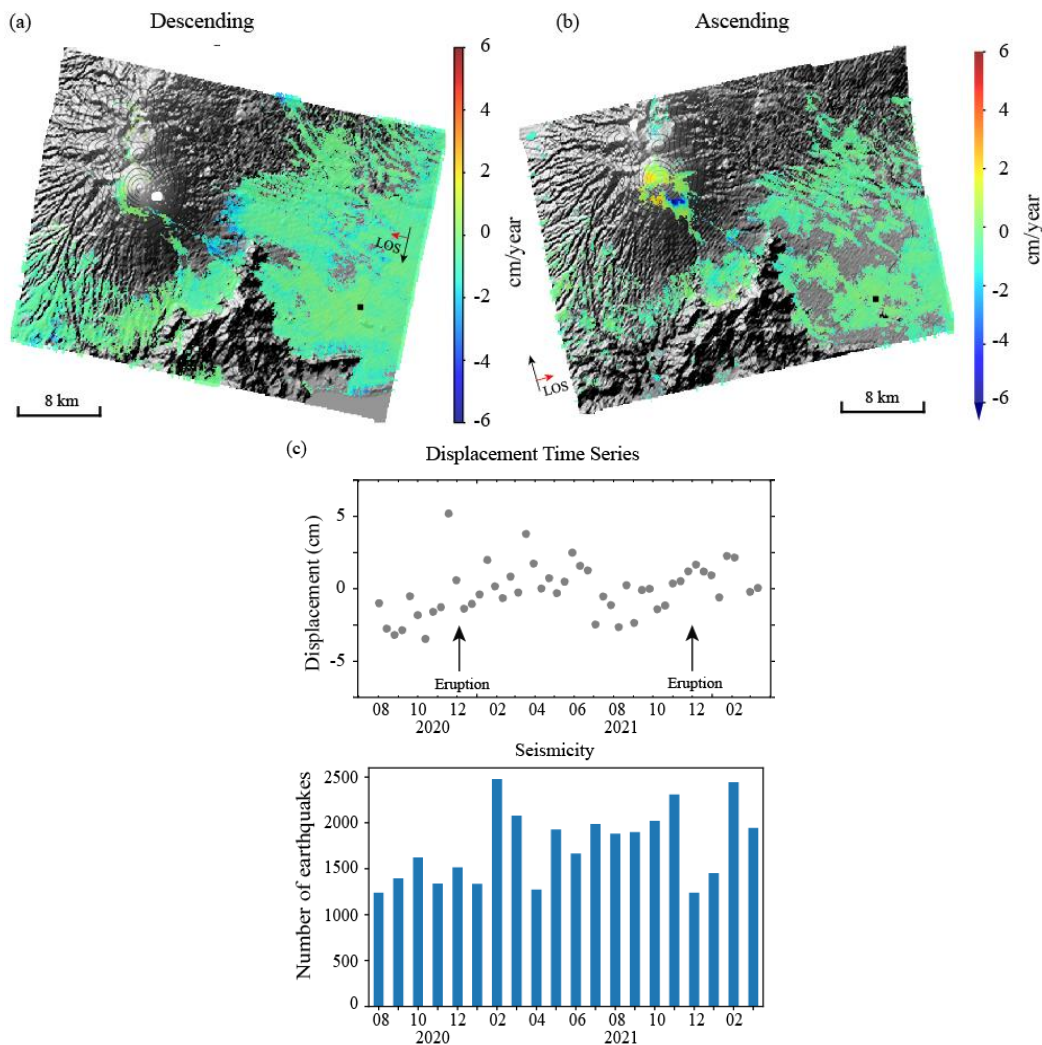 (a)
Descending
6
4
2
0
-2
-4
-6
cm/year
LOS
8 km
(b)
Ascending
6
4
2
0
-2
-4
-6
cm/year
LOS
8 km
(c)
Displacement Time Series
Displacement (cm)
5
0
-5
Eruption
Eruption
08 10 12 02 04 06 08 10 12 02
2020 2021
Seismicity
Number of earthquakes
2500
2000
1500
1000
500
0
08 10 12 02 04 06 08 10 12 02
2020 2021